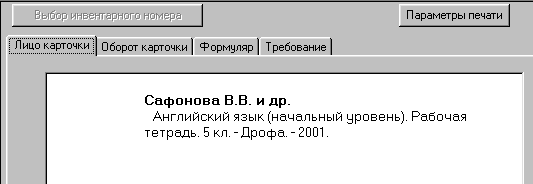 Выбор инвентарного номера
Параметры печати
Лицо карточки
Оборот карточки
Формуляр
Требование
Сафонова В.В. и др.
Английский язык (начальный уровень). Рабочая
тетрадь. 5 кл. - Дрофа. - 2001.